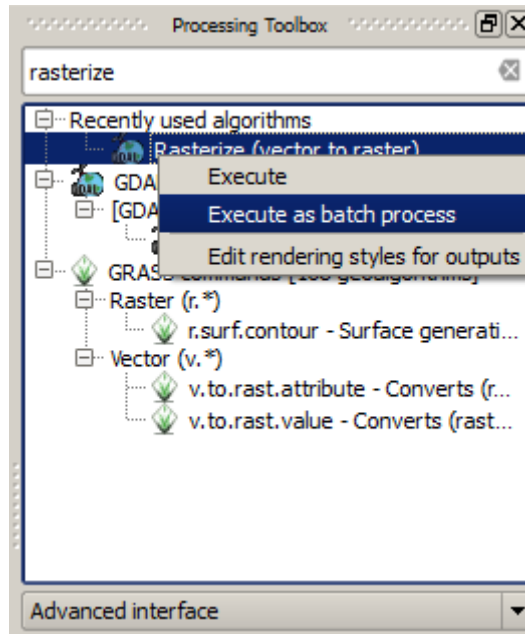 Processing Toolbox
rasterize
Recently used algorithms
Rasterize (vector to raster)
Execute
GDA
Execute as batch process
[GDA
Edit rendering styles for outputs
GRASS commands [160 geoalgorithms]
Raster (r.*)
r.surf.contour - Surface generati...
Vector (v.*)
v.to.rast.attribute - Converts (r...
v.to.rast.value - Converts (rast...
Advanced interface